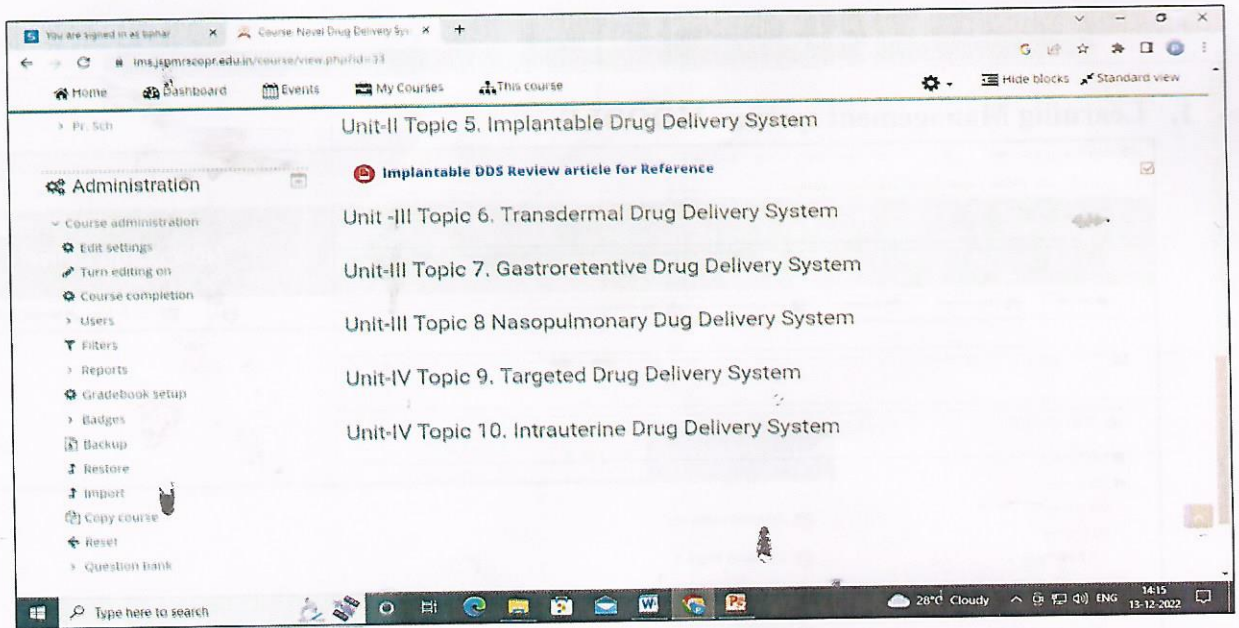 You are signed in as
Course: Novel Drug Delivery Sys
lms.jspmrscopr.edu.in/course/view.php?id=33
Home Dashboard Events My Courses This course Hide blocks Standard view
Pr. Sch
Unit-II Topic 5. Implantable Drug Delivery System
Implantable DDS Review article for Reference
Administration
Unit -III Topic 6. Transdermal Drug Delivery System
Course administration
Edit settings
Unit-III Topic 7. Gastroretentive Drug Delivery System
Turn editing on
Course completion
Users
Unit-III Topic 8 Nasopulmonary Dug Delivery System
Filters
Reports
Unit-IV Topic 9. Targeted Drug Delivery System
Gradebook setup
Badges
Unit-IV Topic 10. Intrauterine Drug Delivery System
Backup
Restore
Import
Copy course
Reset
Question bank
Type here to search
28°C Cloudy ENG 14:15
13-12-2022